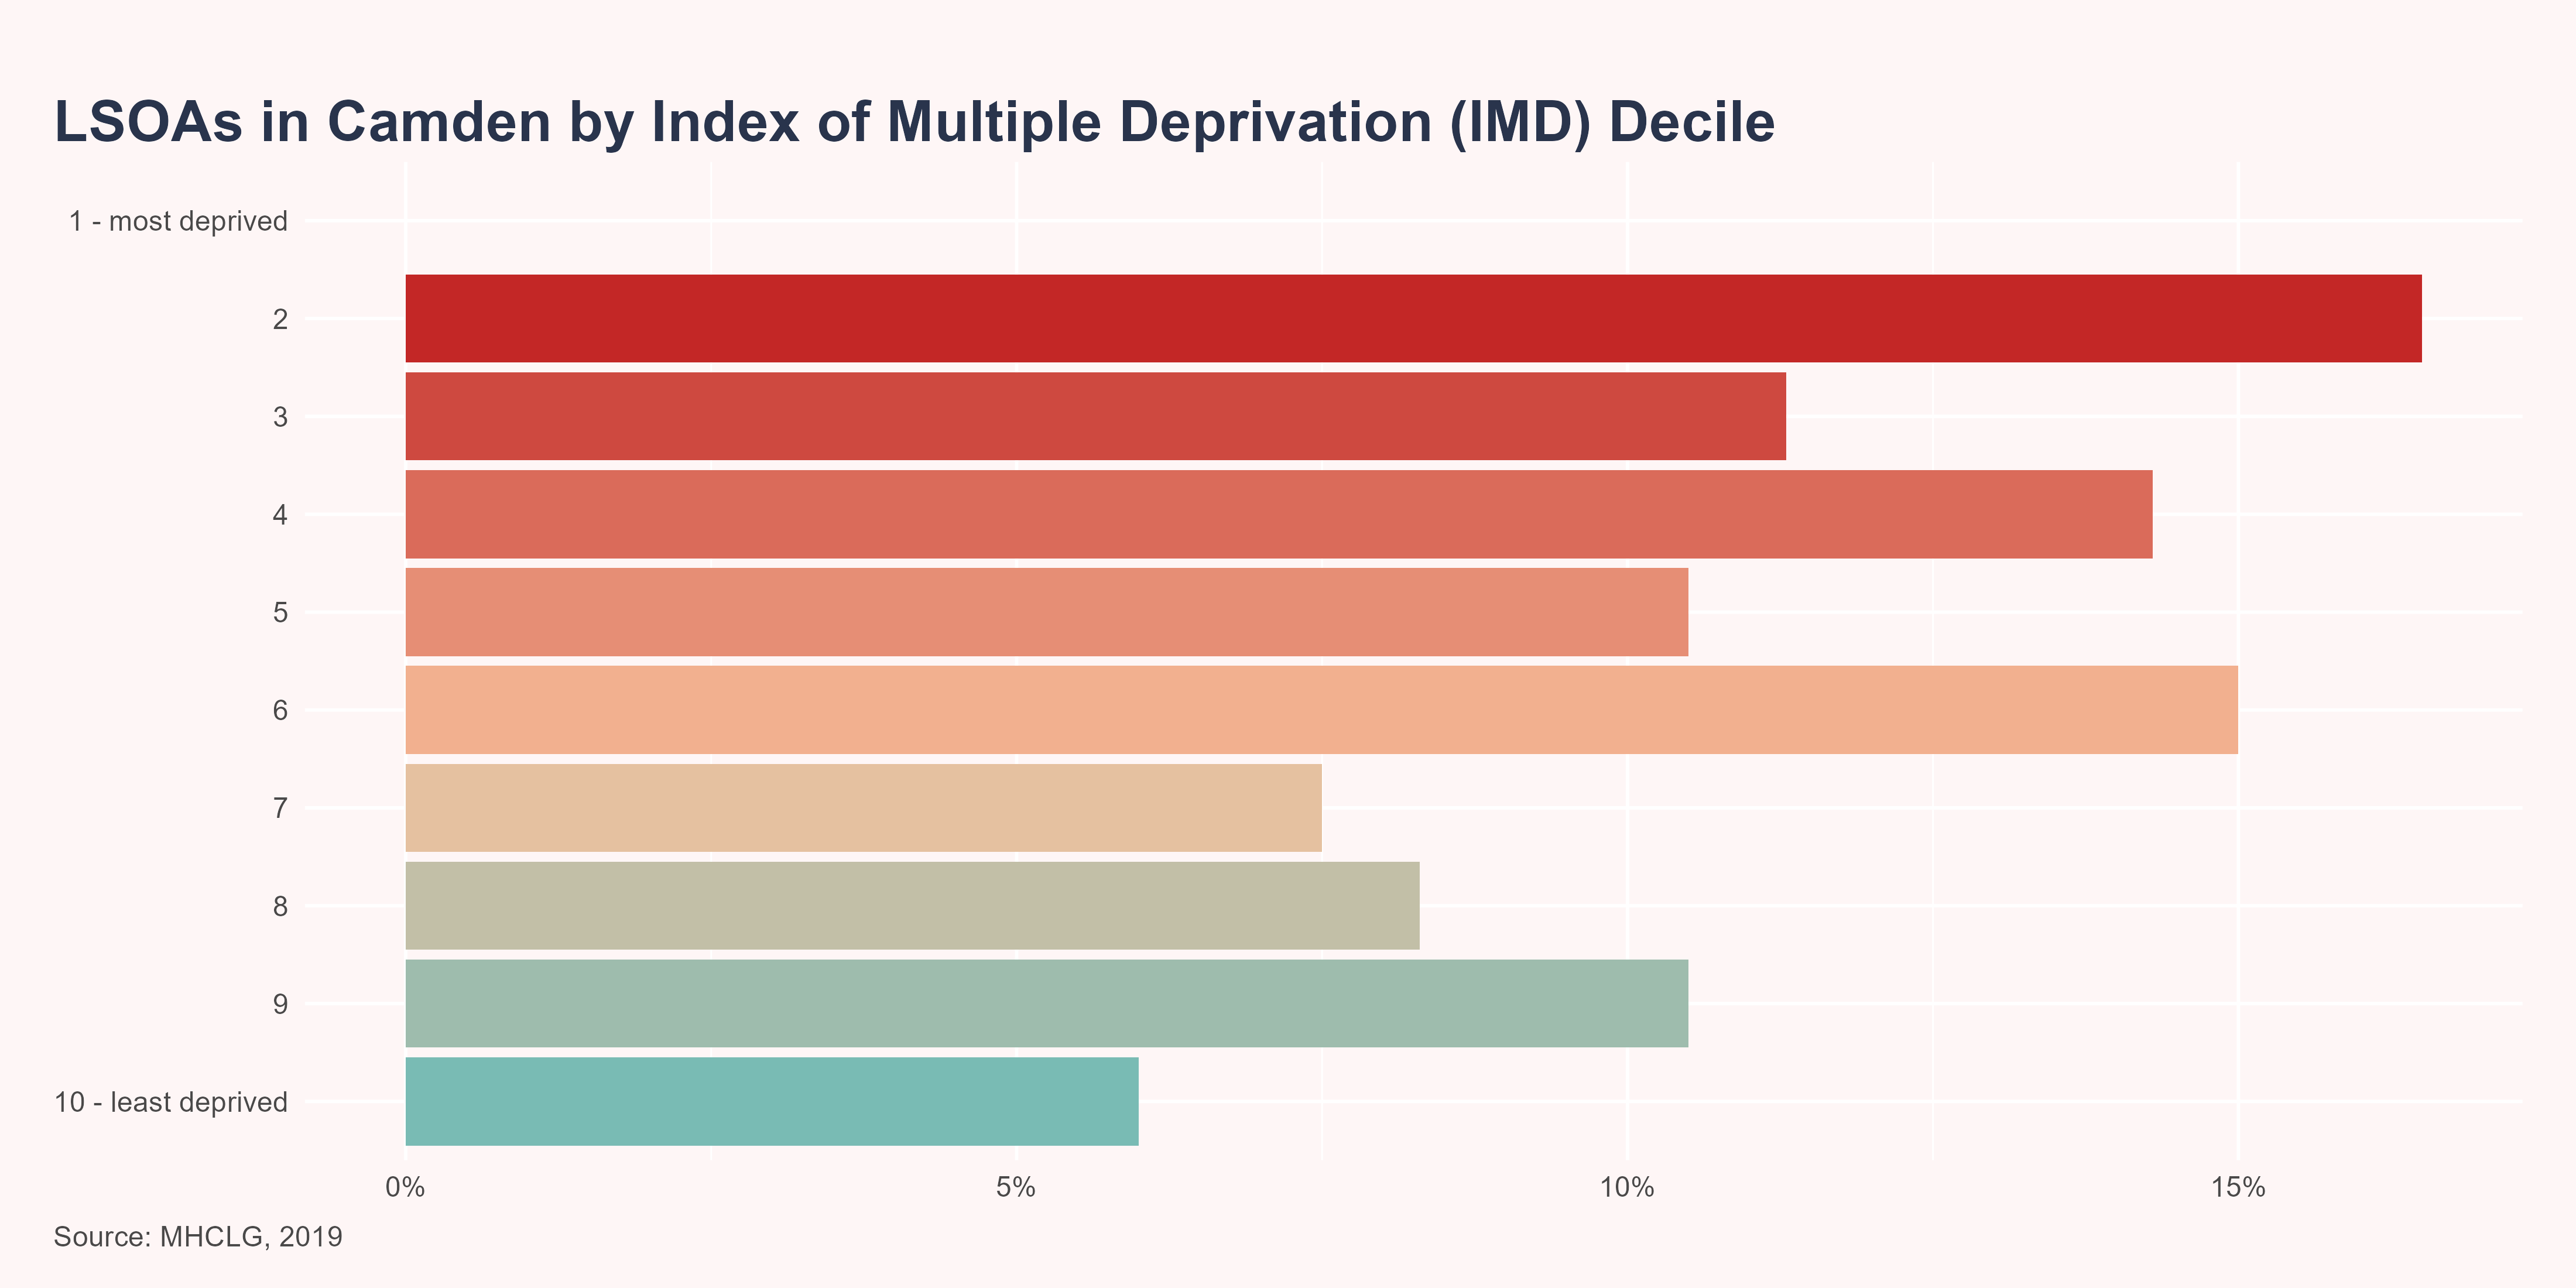 LSOAs in Camden by Index of Multiple Deprivation (IMD) Decile
1 - most deprived
2
3
4
5
6
7
8
9
10 - least deprived
0% 5% 10% 15%
Source: MHCLG, 2019